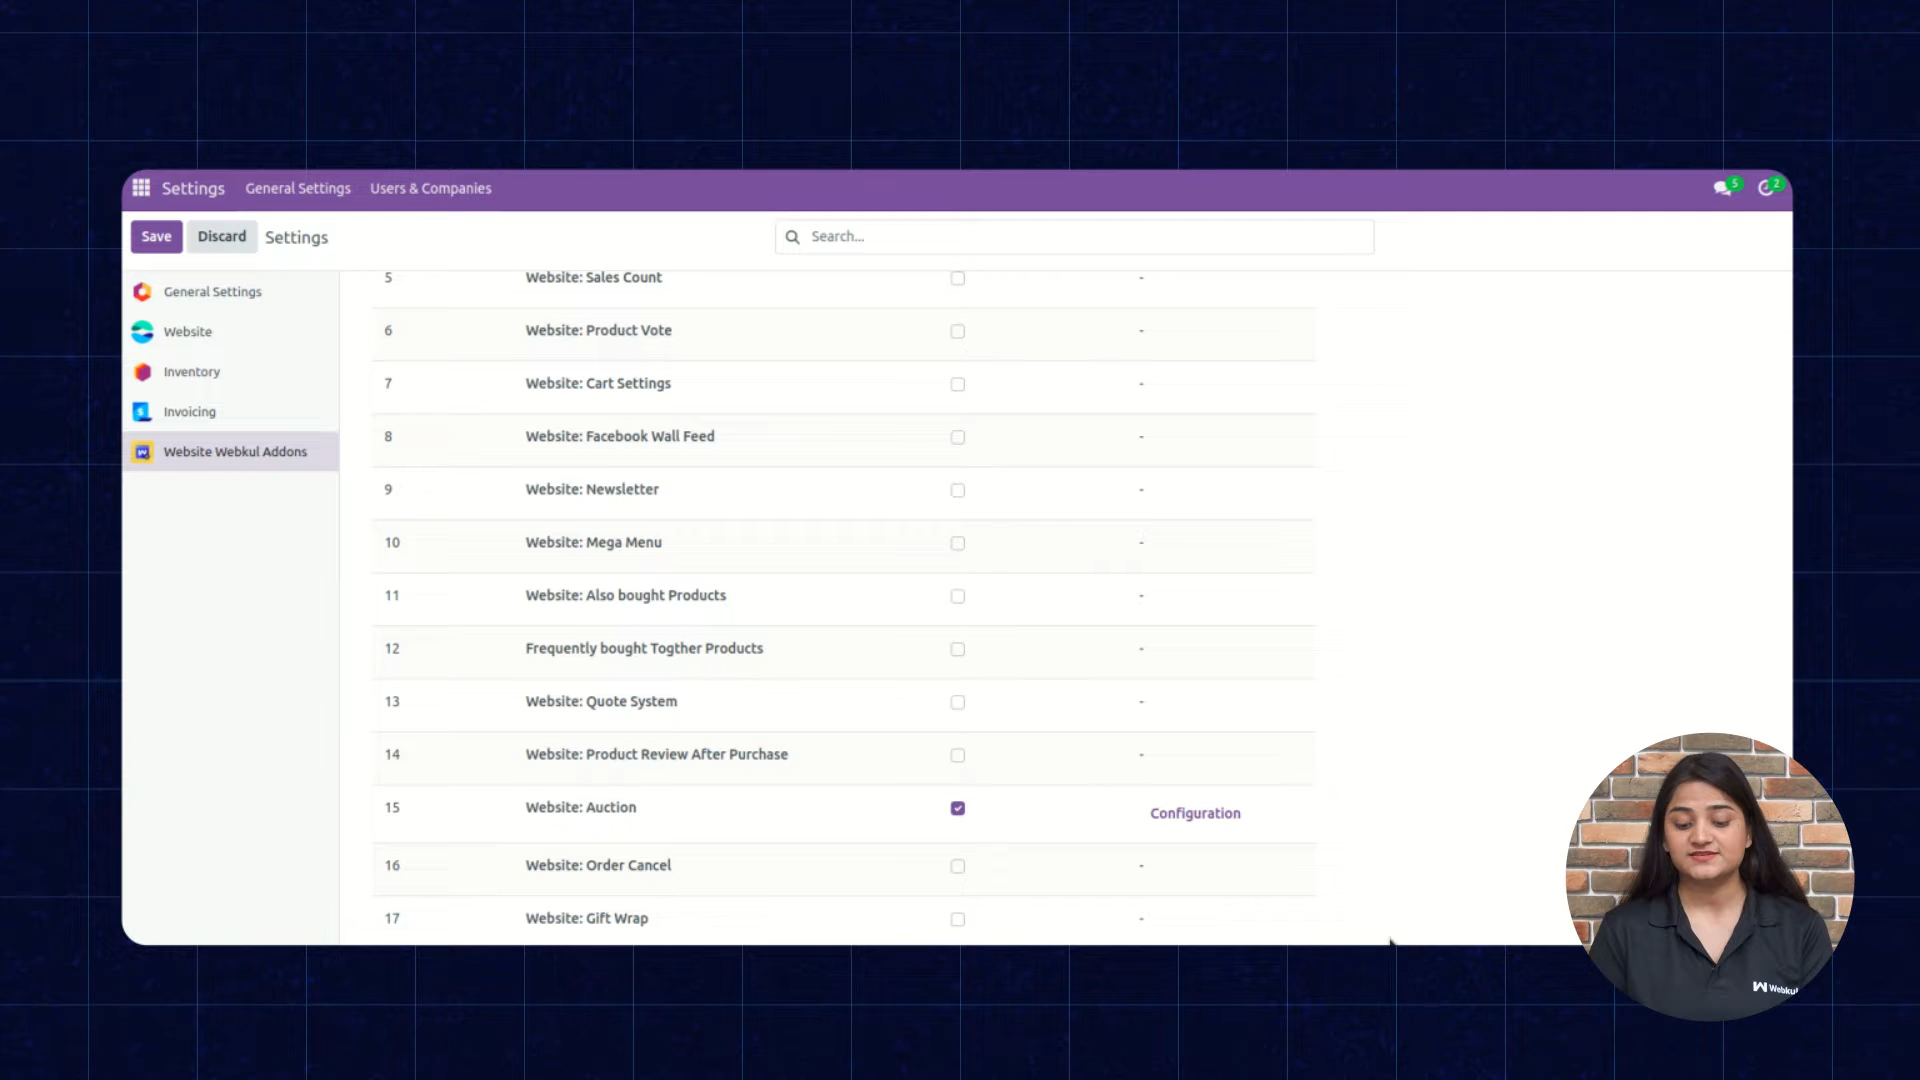 Settings General Settings Users & Companies 5 2
Save Discard Settings Search...
General Settings
Website
Inventory
Invoicing
Website Webkul Addons
5 Website: Sales Count -
6 Website: Product Vote -
7 Website: Cart Settings -
8 Website: Facebook Wall Feed -
9 Website: Newsletter -
10 Website: Mega Menu -
11 Website: Also bought Products -
12 Frequently bought Togther Products -
13 Website: Quote System -
14 Website: Product Review After Purchase -
15 Website: Auction Configuration
16 Website: Order Cancel -
17 Website: Gift Wrap -
Webkul